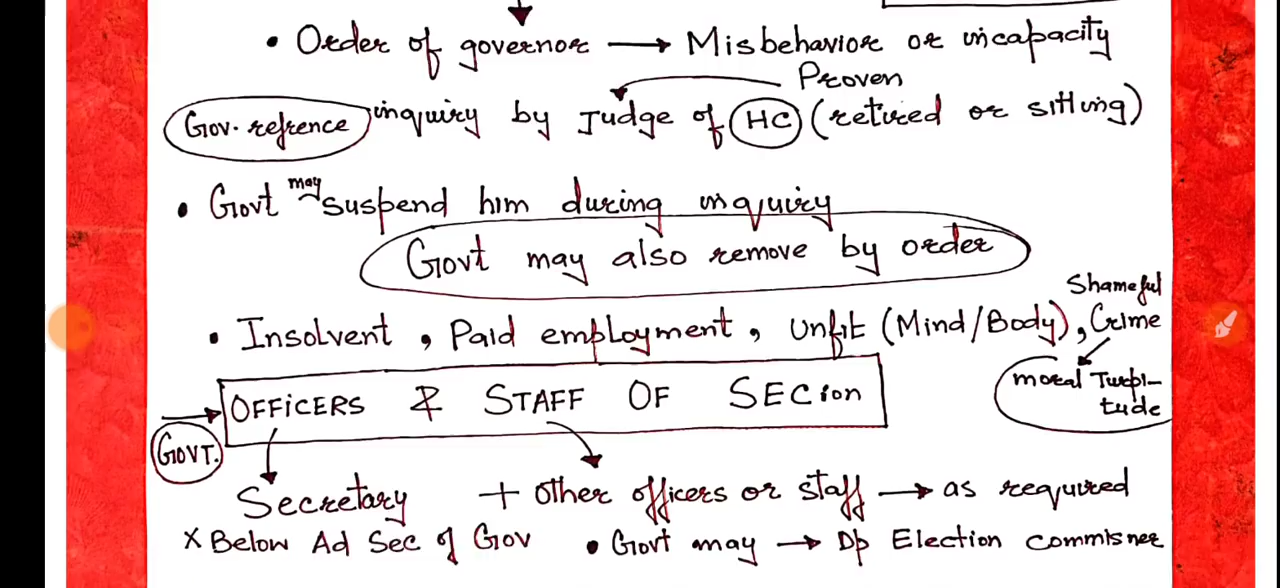 • Order of governor → Misbehavior or incapacity
Proven
Gov. refrence inquiry by Judge of HC (retired or sitting)
• Govt may suspend him during inquiry
Govt may also remove by order
Shameful
• Insolvent, Paid employment, Unfit (Mind/Body), Crime
moral Turpi-
tude
OFFICERS & STAFF OF SECion
GOVT.
Secretary + Other officers or staff → as required
X Below Ad Sec of Gov • Govt may → Dp Election commisner